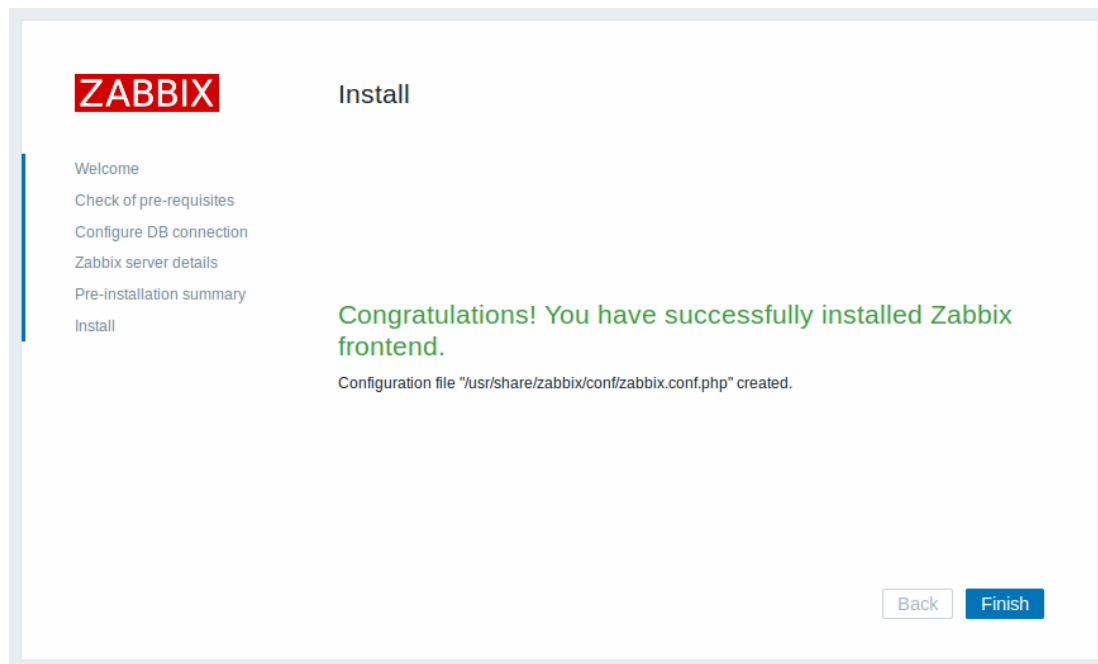 ZABBIX
Install
Welcome
Check of pre-requisites
Configure DB connection
Zabbix server details
Pre-installation summary
Install
Congratulations! You have successfully installed Zabbix
frontend.
Configuration file "/usr/share/zabbix/conf/zabbix.conf.php" created.
Back
Finish